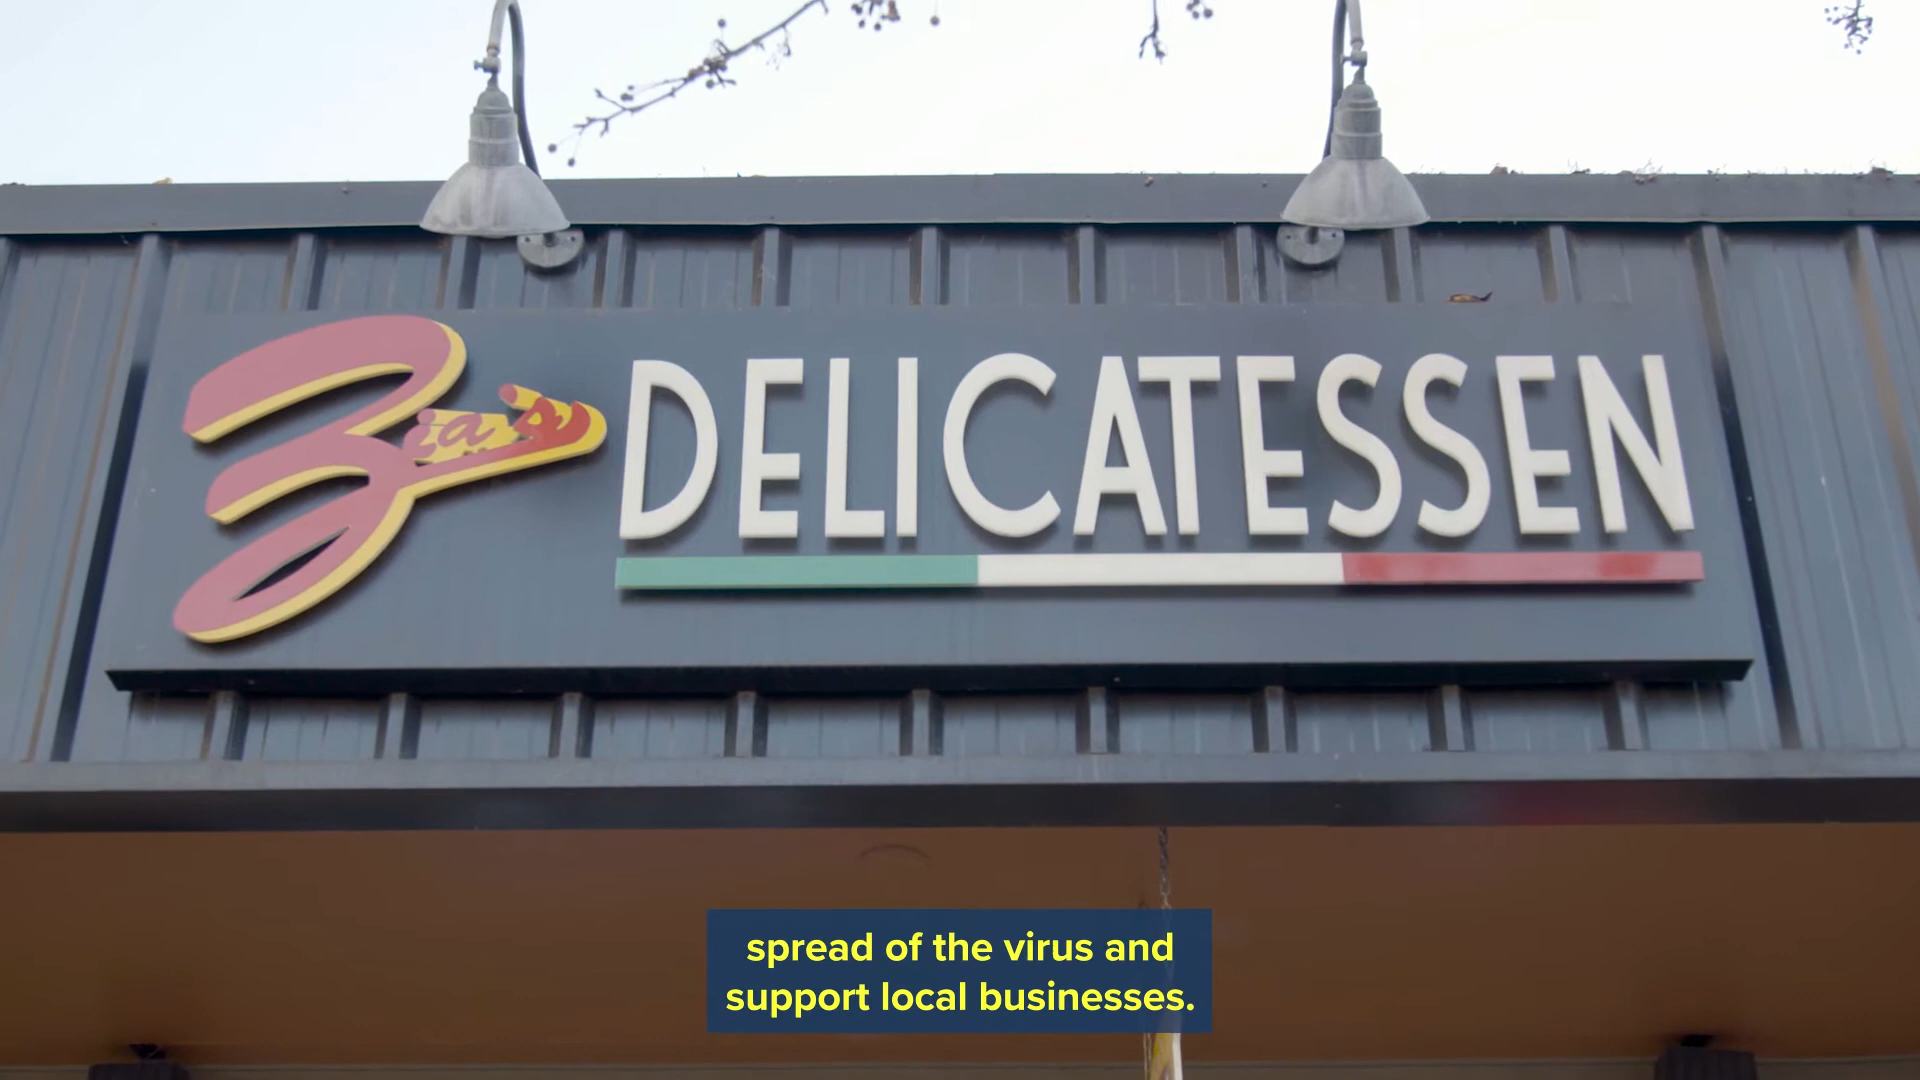 Zia's DELICATESSEN
spread of the virus and
support local businesses.